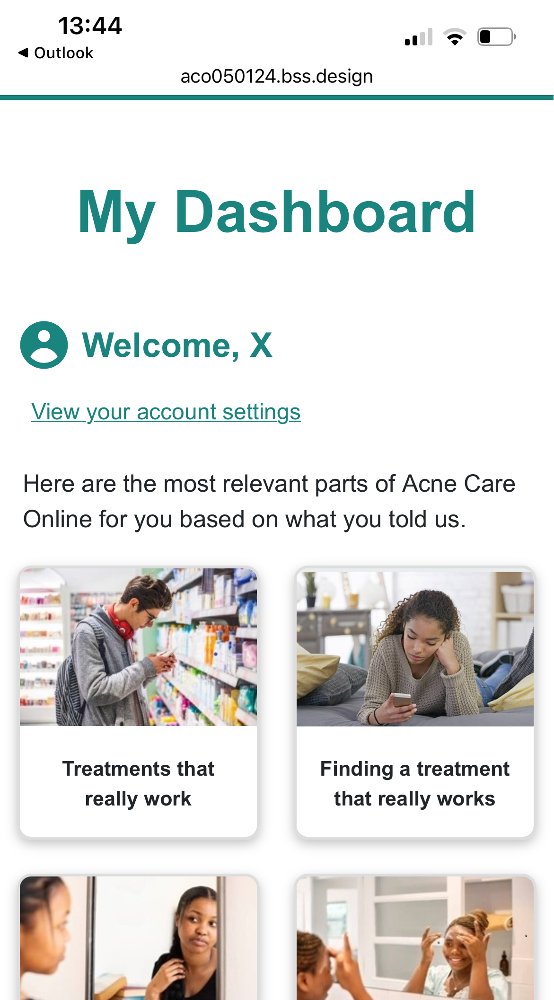 13:44
◀ Outlook
aco050124.bss.design
My Dashboard
Welcome, X
View your account settings
Here are the most relevant parts of Acne Care
Online for you based on what you told us.
Treatments that
really work
Finding a treatment
that really works